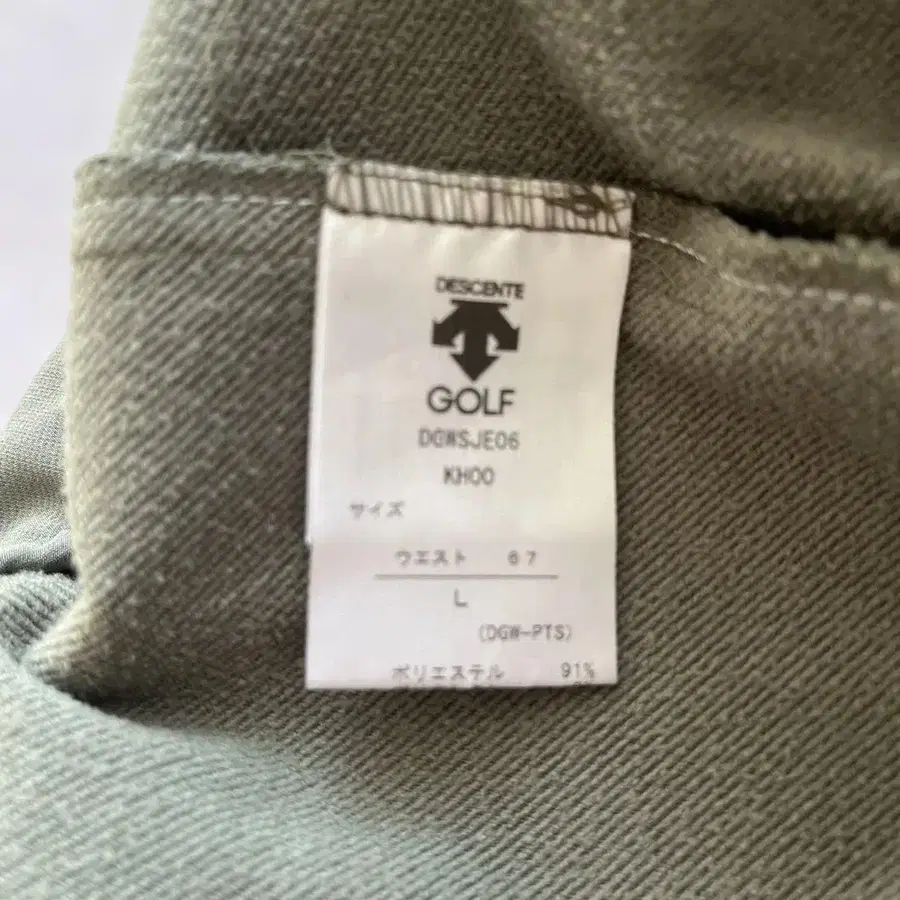 DESCENTE
GOLF
DGWSJE06
KH00
サイズ
ウエスト 67
L
(DGW-PTS)
ポリエステル 91%